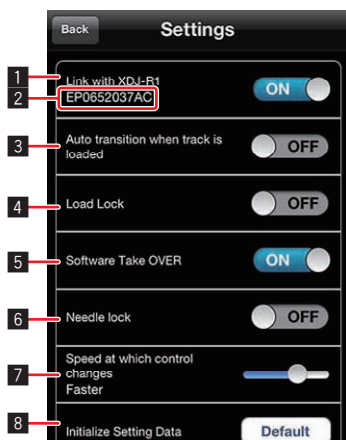 Back
Settings
1
Link with XDJ-R1
ON
2
EP0652037AC
3
Auto transition when track is
loaded
OFF
4
Load Lock
OFF
5
Software Take OVER
ON
6
Needle lock
OFF
7
Speed at which control
changes
Faster
8
Initialize Setting Data
Default